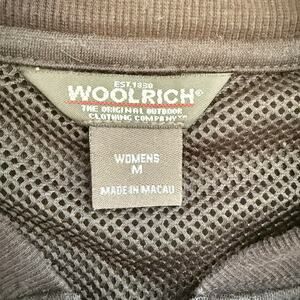 EST.1830
WOOLRICH®
THE ORIGINAL OUTDOOR
CLOTHING COMPANY™
WOMENS
M
MADE IN MACAU